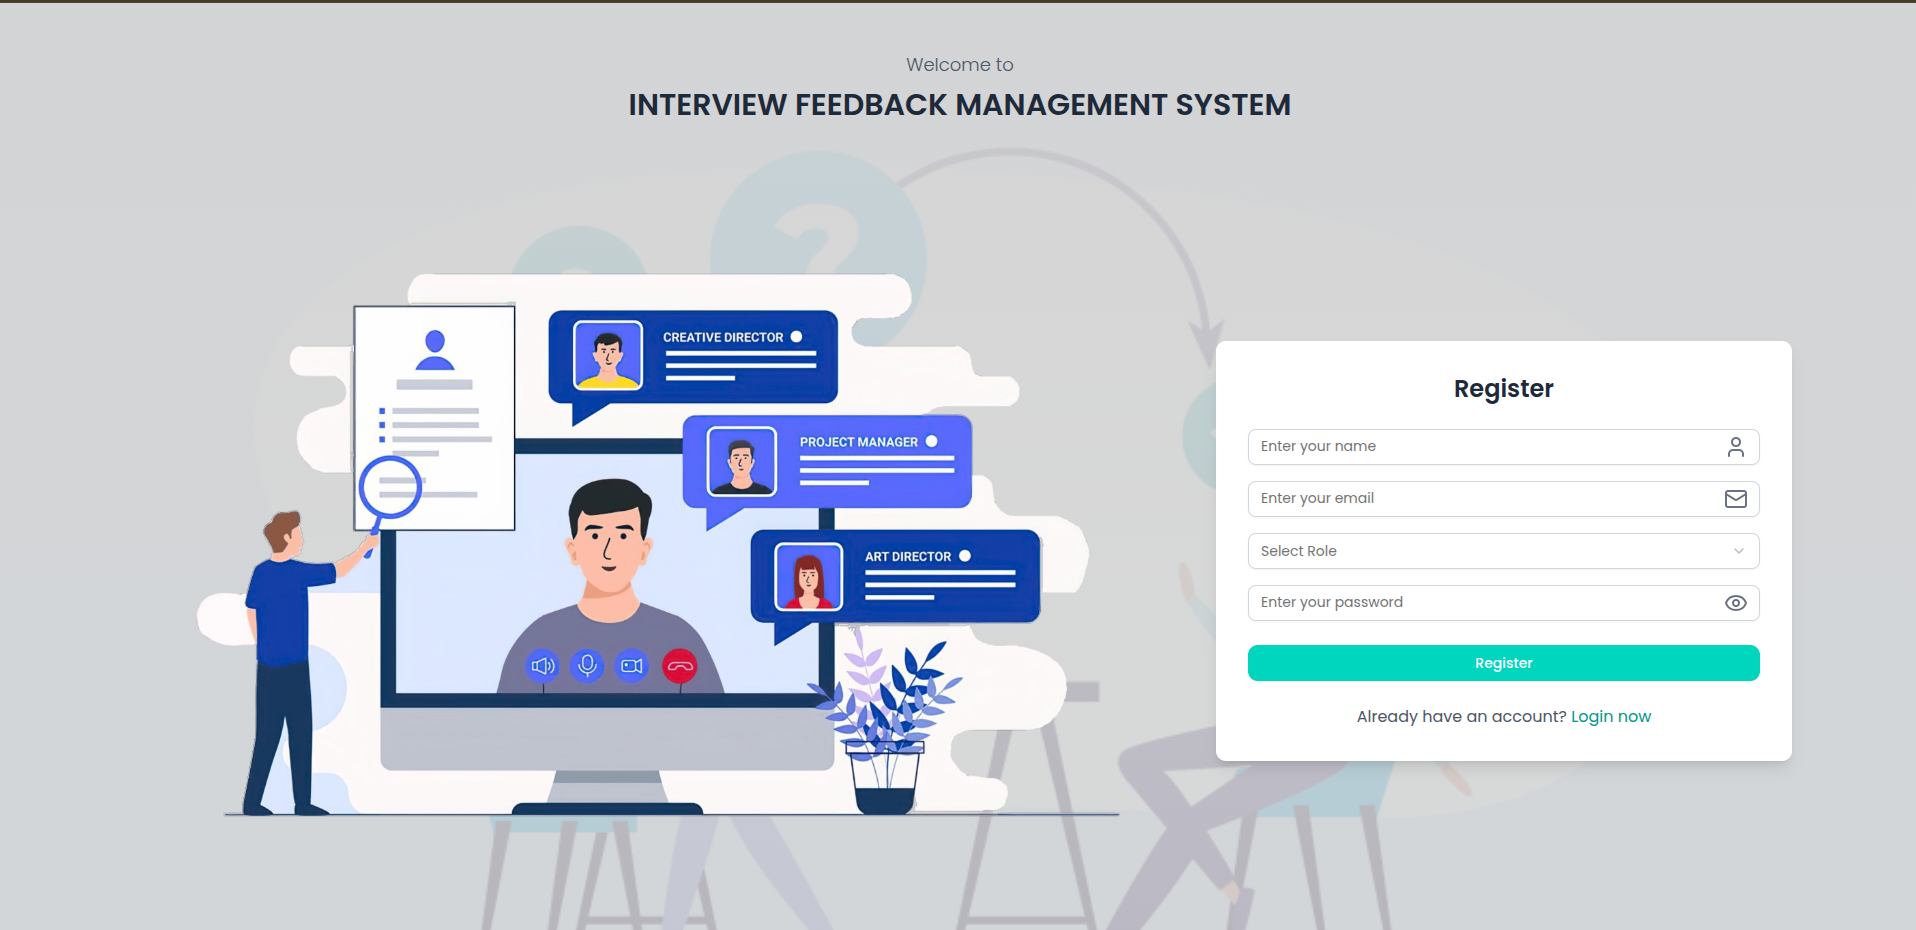 Welcome to
INTERVIEW FEEDBACK MANAGEMENT SYSTEM
?
CREATIVE DIRECTOR
PROJECT MANAGER
ART DIRECTOR
Register
Enter your name
Enter your email
Select Role
Enter your password
Register
Already have an account? Login now